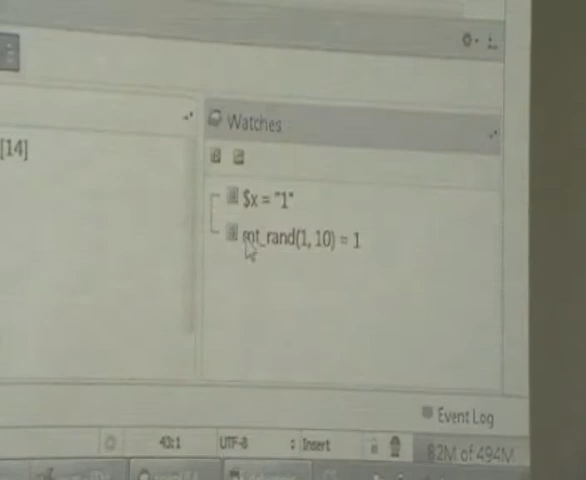 [14]
Watches
$x = "1"
mt_rand(1, 10) = 1
Event Log
43:1 UTF-8 Insert 82M of 494M